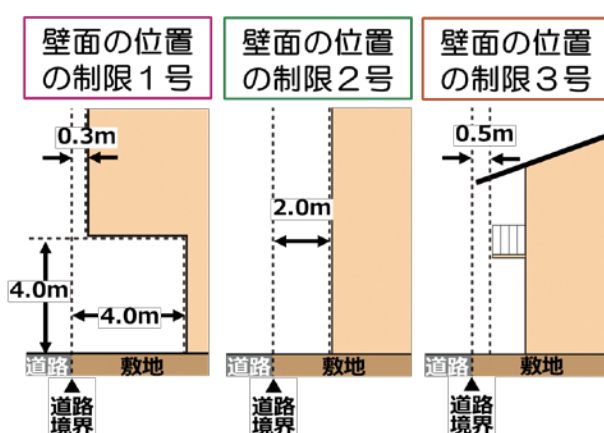 壁面の位置
の制限1号
壁面の位置
の制限2号
壁面の位置
の制限3号
0.3m
4.0m
4.0m
道路
敷地
道路
境界
2.0m
道路
敷地
道路
境界
0.5m
道路
敷地
道路
境界